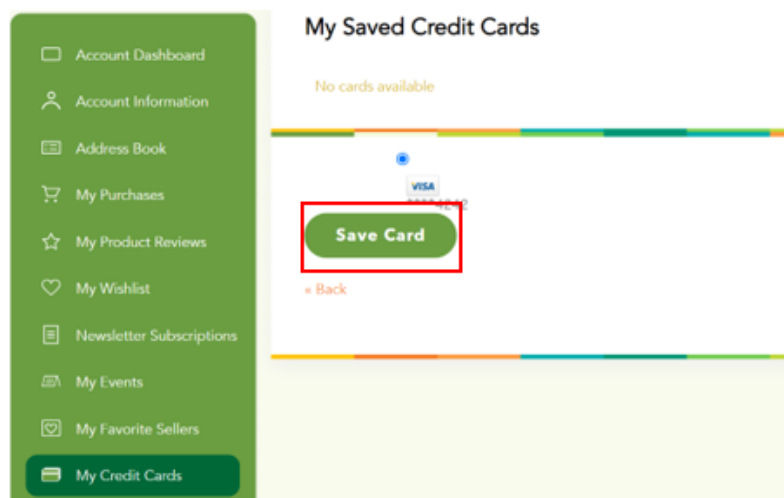 My Saved Credit Cards
No cards available
VISA
Save Card
« Back
Account Dashboard
Account Information
Address Book
My Purchases
My Product Reviews
My Wishlist
Newsletter Subscriptions
My Events
My Favorite Sellers
My Credit Cards